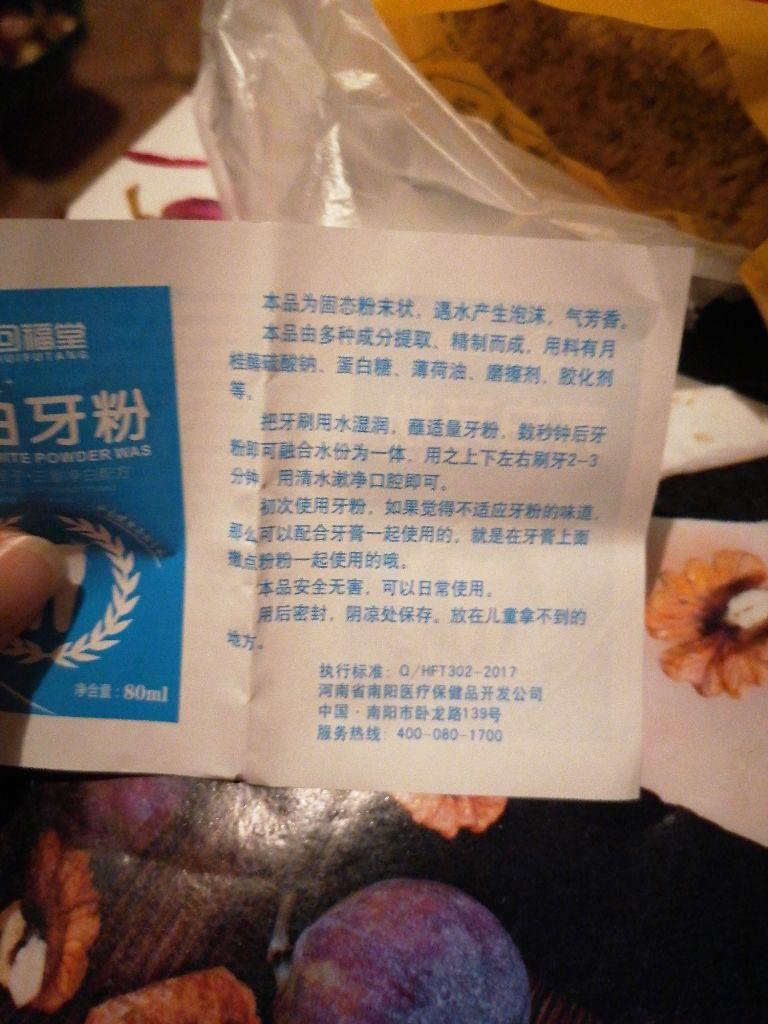 回福堂
HUIFUTANG
白牙粉
ITE POWDER WAS
净含量：80ml
本品为固态粉末状，遇水产生泡沫，气芳香。
本品由多种成分提取、精制而成，用料有月
桂醇硫酸钠、蛋白糖、薄荷油、磨擦剂，胶化剂
等。
把牙刷用水湿润，蘸适量牙粉，数秒钟后牙
粉即可融合水份为一体，用之上下左右刷牙2-3
分钟，用清水漱净口腔即可。
初次使用牙粉，如果觉得不适应牙粉的味道，
那么可以配合牙膏一起使用的，就是在牙膏上面
撒点粉粉一起使用的哦。
本品安全无害，可以日常使用。
用后密封，阴凉处保存。放在儿童拿不到的
地方。
执行标准：Q/HFT302-2017
河南省南阳医疗保健品开发公司
中国·南阳市卧龙路139号
服务热线：400-080-1700